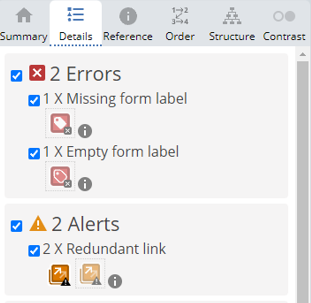 Summary Details Reference Order Structure Contrast
2 Errors
1 X Missing form label
1 X Empty form label
2 Alerts
2 X Redundant link